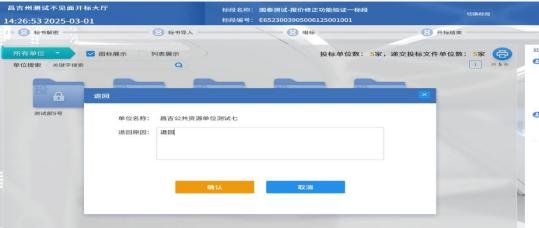 昌吉州测试不见面开标大厅
14:26:53 2025-03-01
标段名称： 国泰测试-报价修正功能验证一标段
标段编号： E6523003905006125001001
切换标段
标书解密
标书导入
唱标
开标结束
所有单位
图标展示
列表展示
投标单位数： 5家，递交投标文件单位数： 5家
单位搜索
关键字搜索
1
测试部5号
退回
×
单位名称： 昌吉公共资源单位测试七
退回原因： 退回
确认
取消